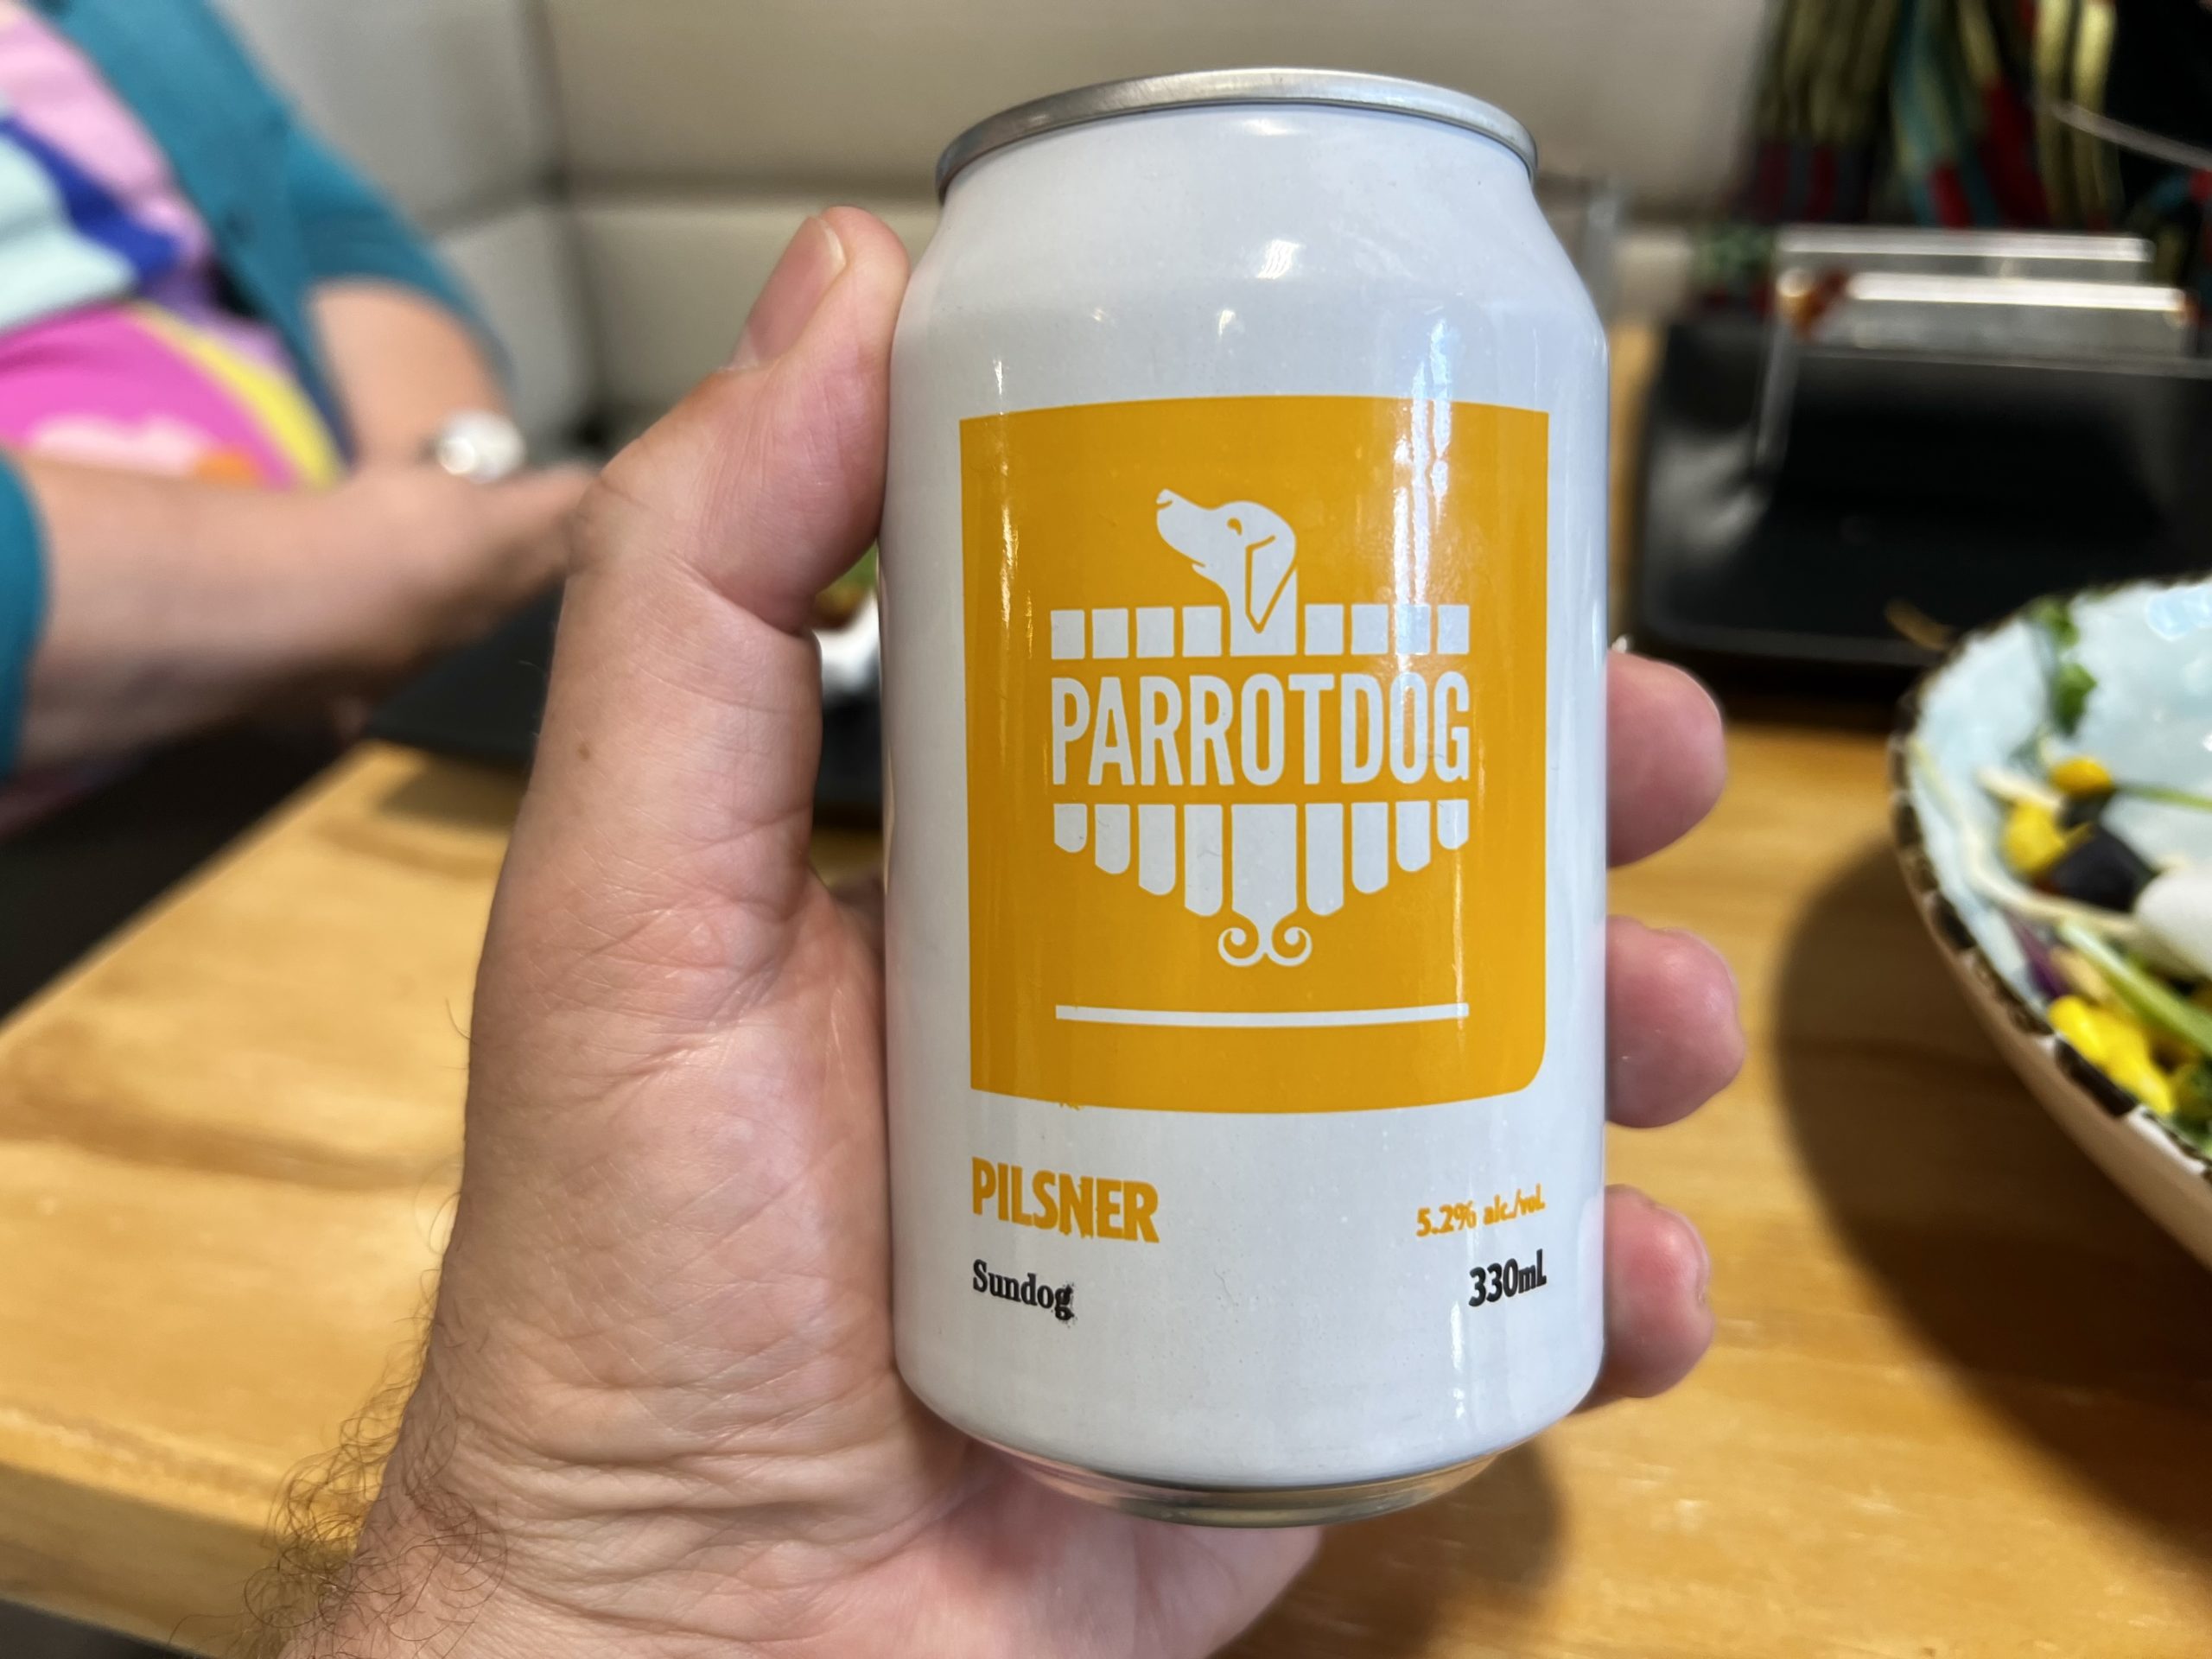 PARROTDOG
PILSNER
5.2% alc./vol.
Sundog
330mL